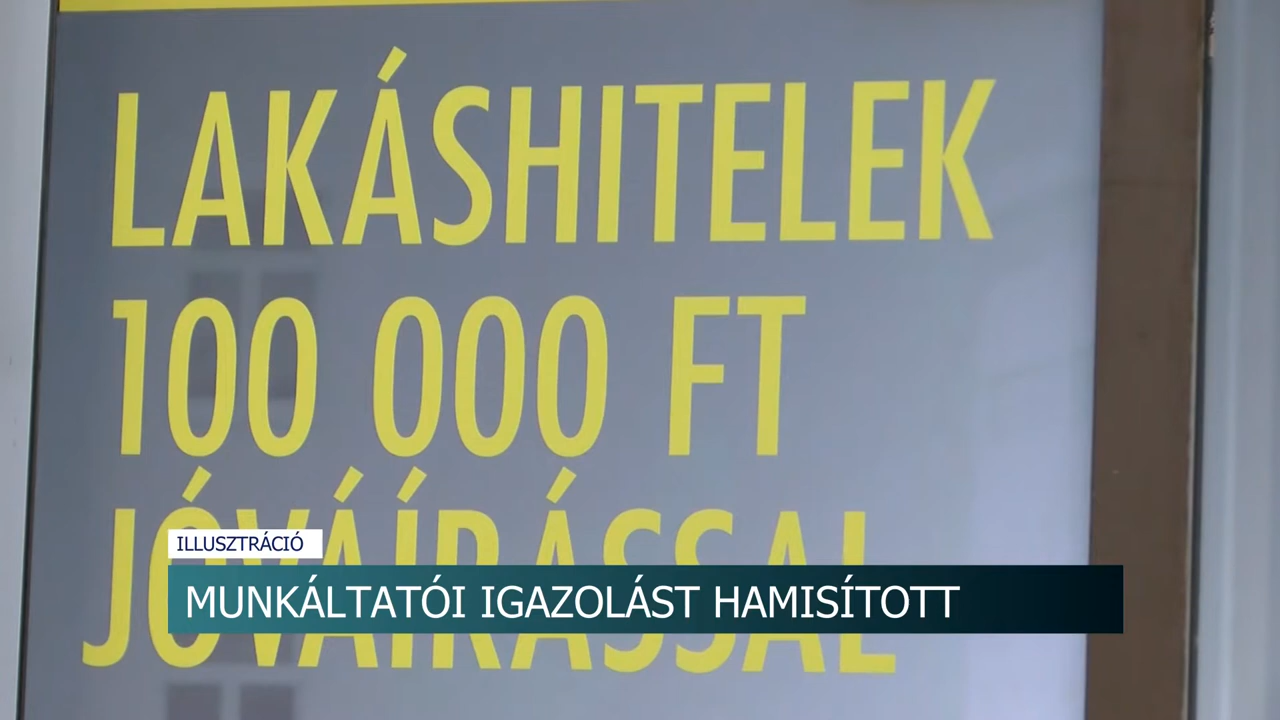 LAKÁSHITELEK
100 000 FT
JÓVÁÍRÁSSAL
ILLUSZTRÁCIÓ
MUNKÁLTATÓI IGAZOLÁST HAMISÍTOTT